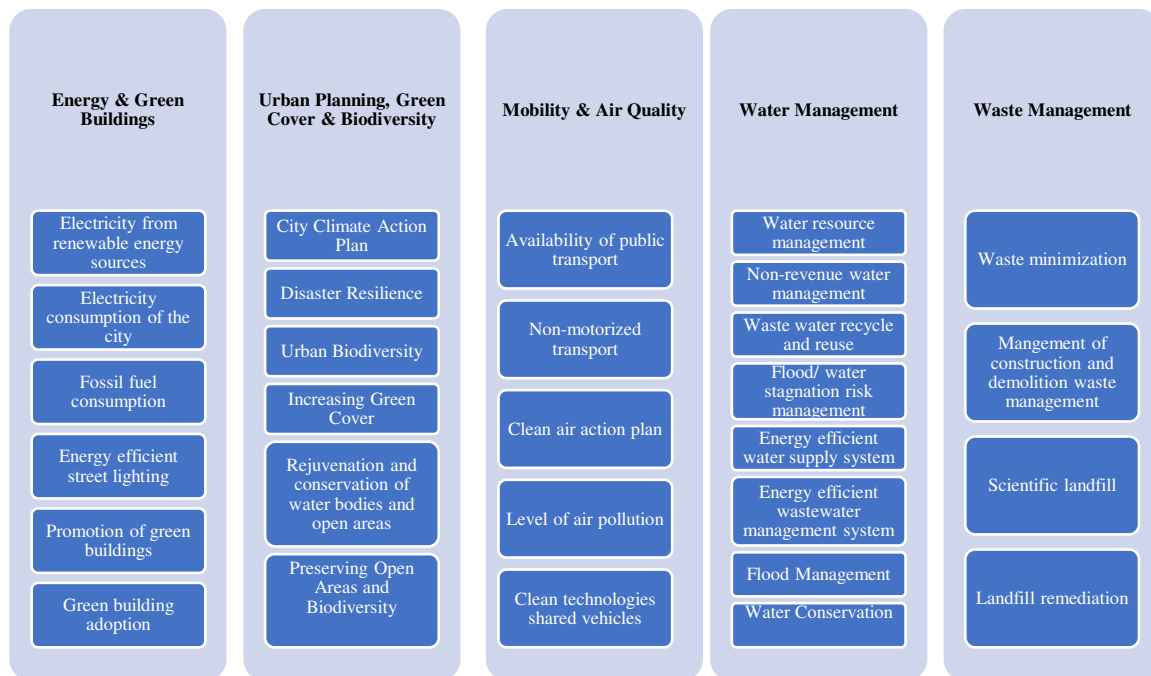 Energy & Green
Buildings
Electricity from
renewable energy
sources
Electricity
consumption of the
city
Fossil fuel
consumption
Energy efficient
street lighting
Promotion of green
buildings
Green building
adoption
Urban Planning, Green
Cover & Biodiversity
City Climate Action
Plan
Disaster Resilience
Urban Biodiversity
Increasing Green
Cover
Rejuvenation and
conservation of
water bodies and
open areas
Preserving Open
Areas and
Biodiversity
Mobility & Air Quality
Availability of public
transport
Non-motorized
transport
Clean air action plan
Level of air pollution
Clean technologies
shared vehicles
Water Management
Water resource
management
Non-revenue water
management
Waste water recycle
and reuse
Flood/ water
stagnation risk
management
Energy efficient
water supply system
Energy efficient
wastewater
management system
Flood Management
Water Conservation
Waste Management
Waste minimization
Mangement of
construction and
demolition waste
management
Scientific landfill
Landfill remediation